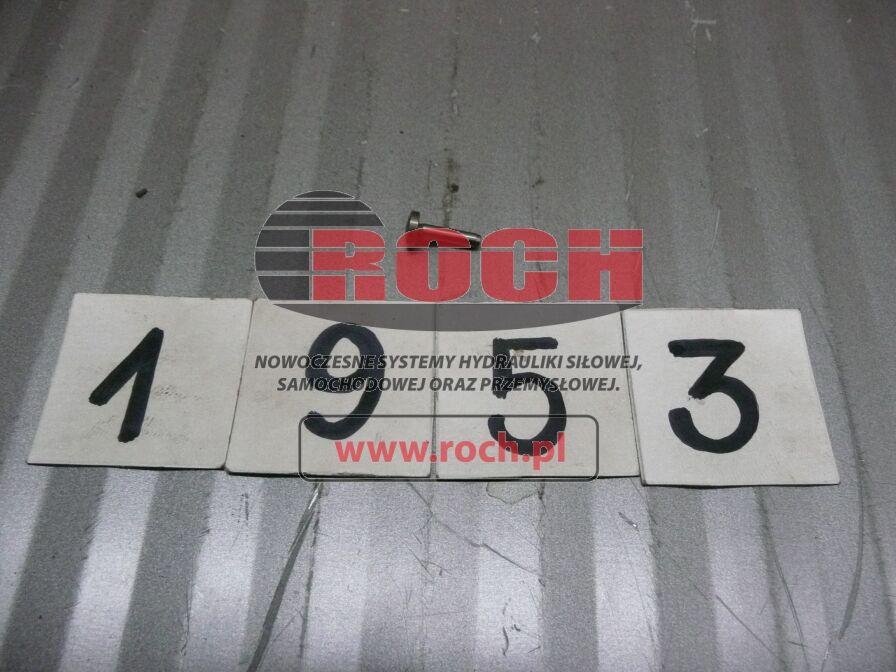 ROCH
1 9 5 3
NOWOCZESNE SYSTEMY HYDRAULIKI SIŁOWEJ,
SAMOCHODOWEJ ORAZ PRZEMYSŁOWEJ.
www.roch.pl